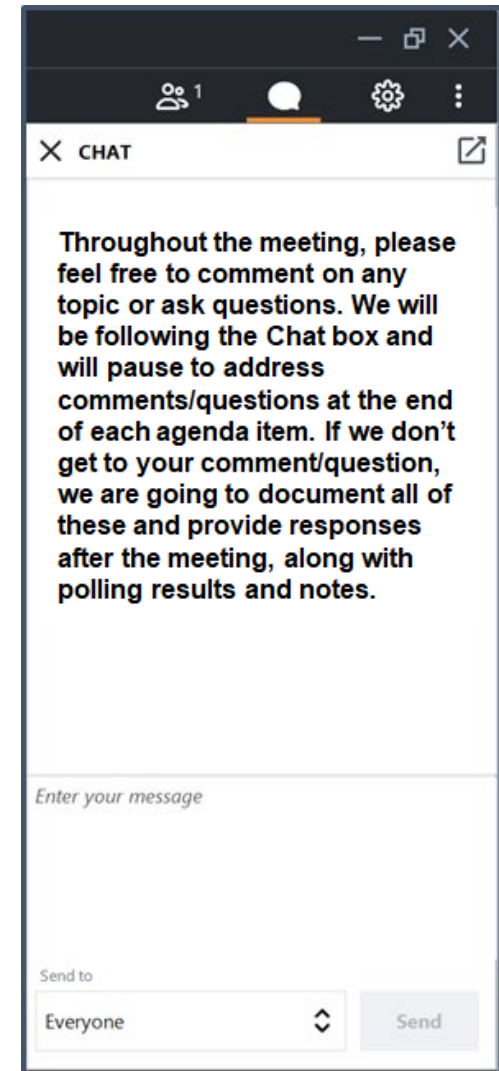 1
CHAT
Throughout the meeting, please
feel free to comment on any
topic or ask questions. We will
be following the Chat box and
will pause to address
comments/questions at the end
of each agenda item. If we don’t
get to your comment/question,
we are going to document all of
these and provide responses
after the meeting, along with
polling results and notes.
Enter your message
Send to
Everyone
Send